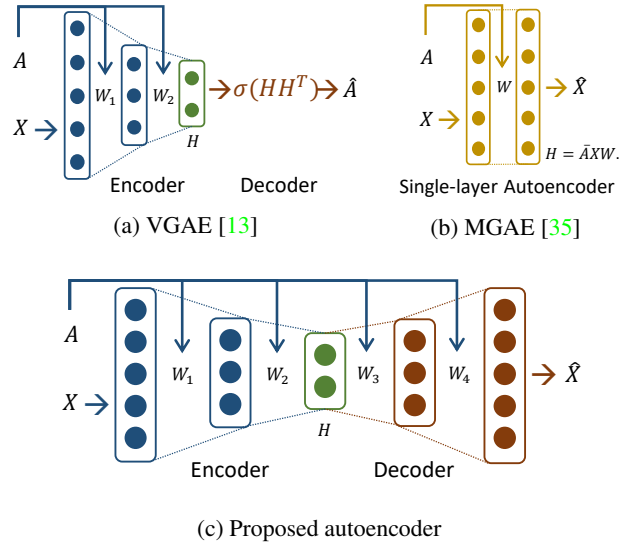 A
W₁
W₂
X
H
σ(HHᵀ)
Â
Encoder
Decoder
(a) VGAE [13]
A
W
X
X̂
H = ĀXW.
Single-layer Autoencoder
(b) MGAE [35]
A
X
W₁
W₂
W₃
W₄
X̂
H
Encoder
Decoder
(c) Proposed autoencoder